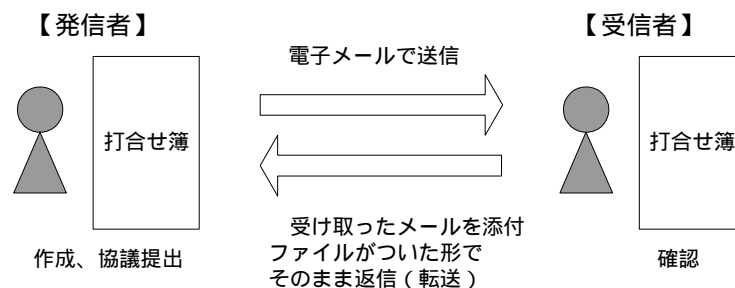 【発信者】
【受信者】
電子メールで送信
打合せ簿
打合せ簿
受け取ったメールを添付
ファイルがついた形で
そのまま返信(転送)
作成、協議提出
確認